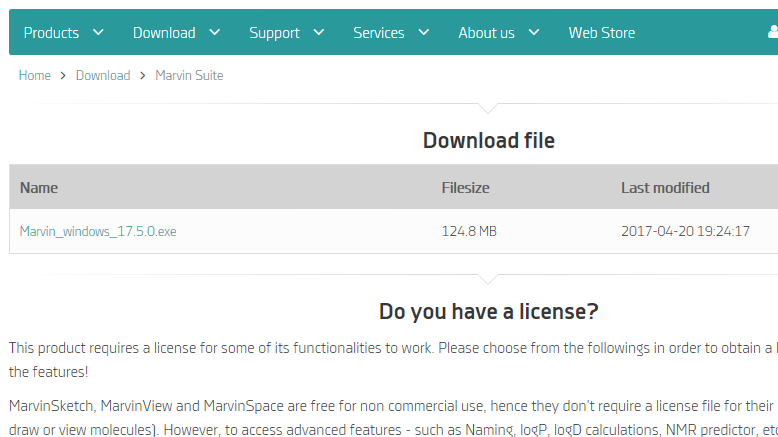 Products Download Support Services About us Web Store
Home > Download > Marvin Suite
Download file
Name Filesize Last modified
Marvin_windows_17.5.0.exe 124.8 MB 2017-04-20 19:24:17
Do you have a license?
This product requires a license for some of its functionalities to work. Please choose from the followings in order to obtain a
the features!
MarvinSketch, MarvinView and MarvinSpace are free for non commercial use, hence they don't require a license file for their
draw or view molecules). However, to access advanced features - such as Naming, logP, logD calculations, NMR predictor, etc